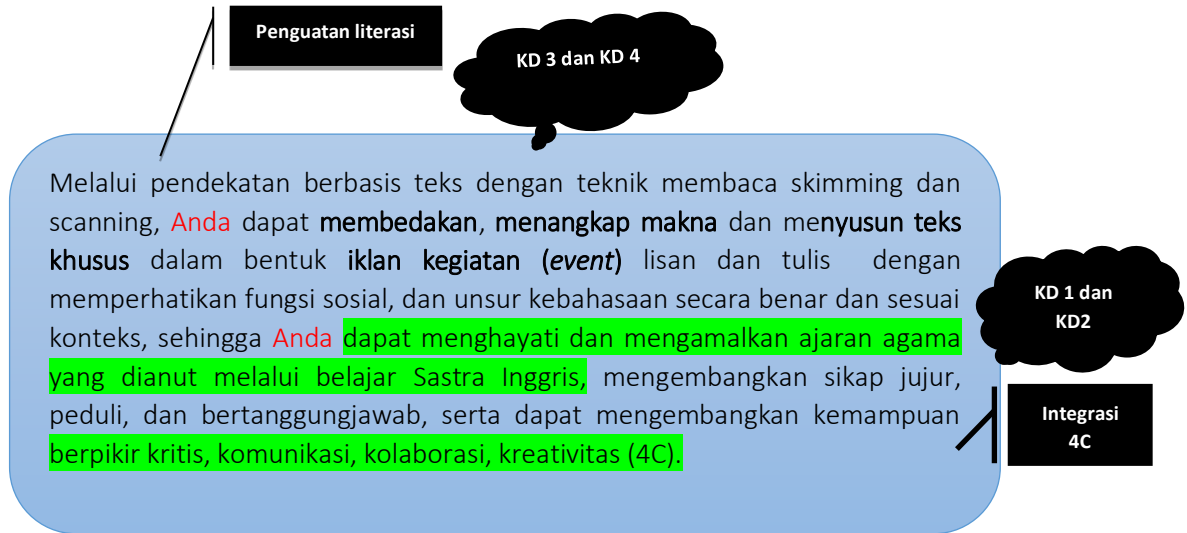 Penguatan literasi
KD 3 dan KD 4
Melalui pendekatan berbasis teks dengan teknik membaca skimming dan
scanning, Anda dapat membedakan, menangkap makna dan menyusun teks
khusus dalam bentuk iklan kegiatan (event) lisan dan tulis dengan
memperhatikan fungsi sosial, dan unsur kebahasaan secara benar dan sesuai
konteks, sehingga Anda dapat menghayati dan mengamalkan ajaran agama
yang dianut melalui belajar Sastra Inggris, mengembangkan sikap jujur,
peduli, dan bertanggungjawab, serta dapat mengembangkan kemampuan
berpikir kritis, komunikasi, kolaborasi, kreativitas (4C).
KD 1 dan
KD2
Integrasi
4C